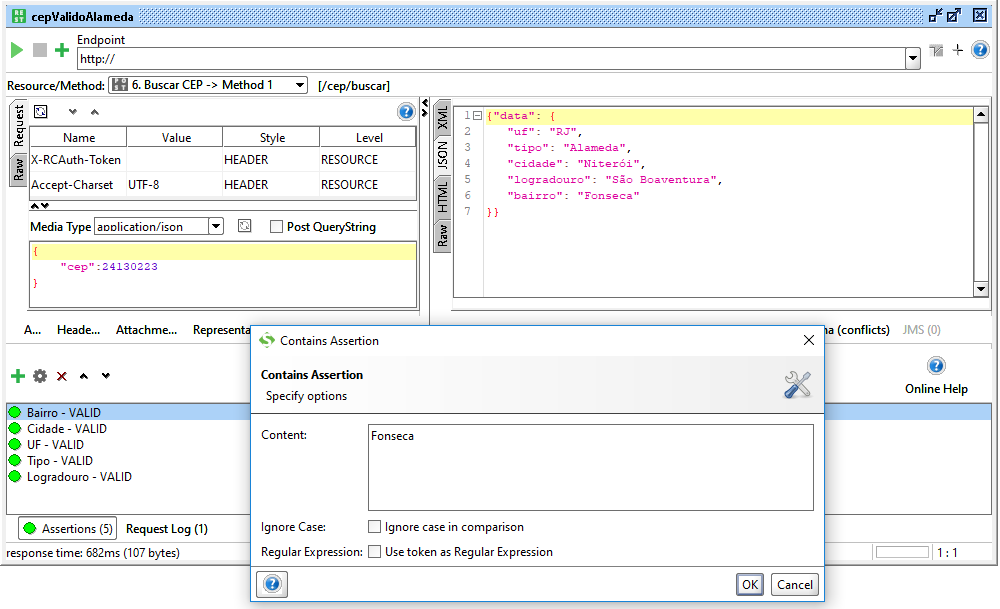 cepValidoAlameda
Endpoint
http://
Resource/Method: 6. Buscar CEP -> Method 1 [/cep/buscar]
Request
Raw
Name Value Style Level
X-RCAuth-Token HEADER RESOURCE
Accept-Charset UTF-8 HEADER RESOURCE
Media Type application/json Post QueryString
{
"cep":24130223
}
XML
JSON
HTML
Raw
1 {"data": {
2 "uf": "RJ",
3 "tipo": "Alameda",
4 "cidade": "Niterói",
5 "logradouro": "São Boaventura",
6 "bairro": "Fonseca"
7 }}
A... Heade... Attachme... Representa
a (conflicts) JMS (0)
Online Help
Bairro - VALID
Cidade - VALID
UF - VALID
Tipo - VALID
Logradouro - VALID
Assertions (5) Request Log (1)
response time: 682ms (107 bytes)
1 : 1
Contains Assertion
Contains Assertion
Specify options
Content: Fonseca
Ignore Case: Ignore case in comparison
Regular Expression: Use token as Regular Expression
OK Cancel